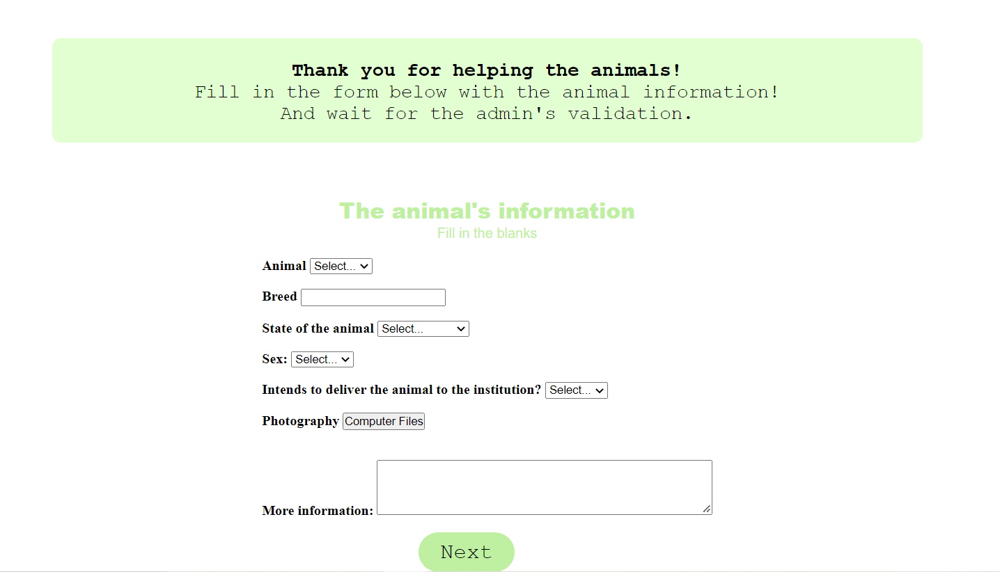 Thank you for helping the animals!
Fill in the form below with the animal information!
And wait for the admin's validation.
The animal's information
Fill in the blanks
Animal Select...
Breed
State of the animal Select...
Sex: Select...
Intends to deliver the animal to the institution? Select...
Photography Computer Files
More information:
Next